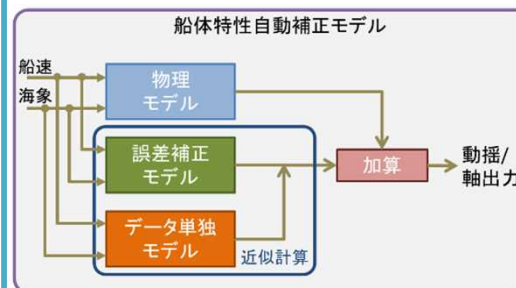 船体特性自動補正モデル
船速
海象
物理
モデル
誤差補正
モデル
データ単独
モデル
近似計算
加算
動揺/
軸出力